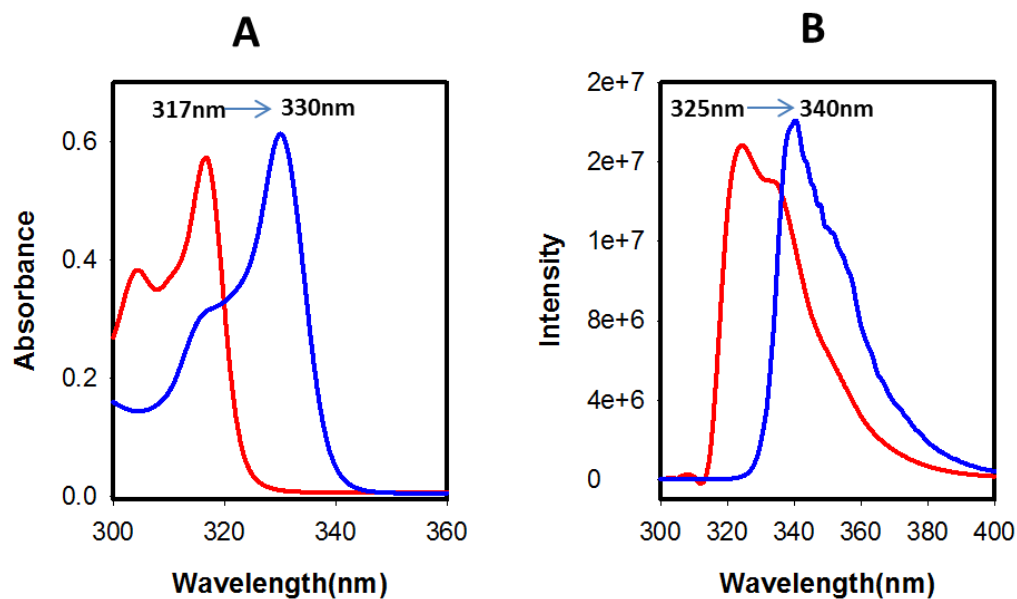 A
317nm 330nm
0.6
0.4
0.2
0.0
Absorbance
300 320 340 360
Wavelength(nm)
B
325nm 340nm
2e+7
2e+7
1e+7
8e+6
4e+6
0
Intensity
300 320 340 360 380 400
Wavelength(nm)